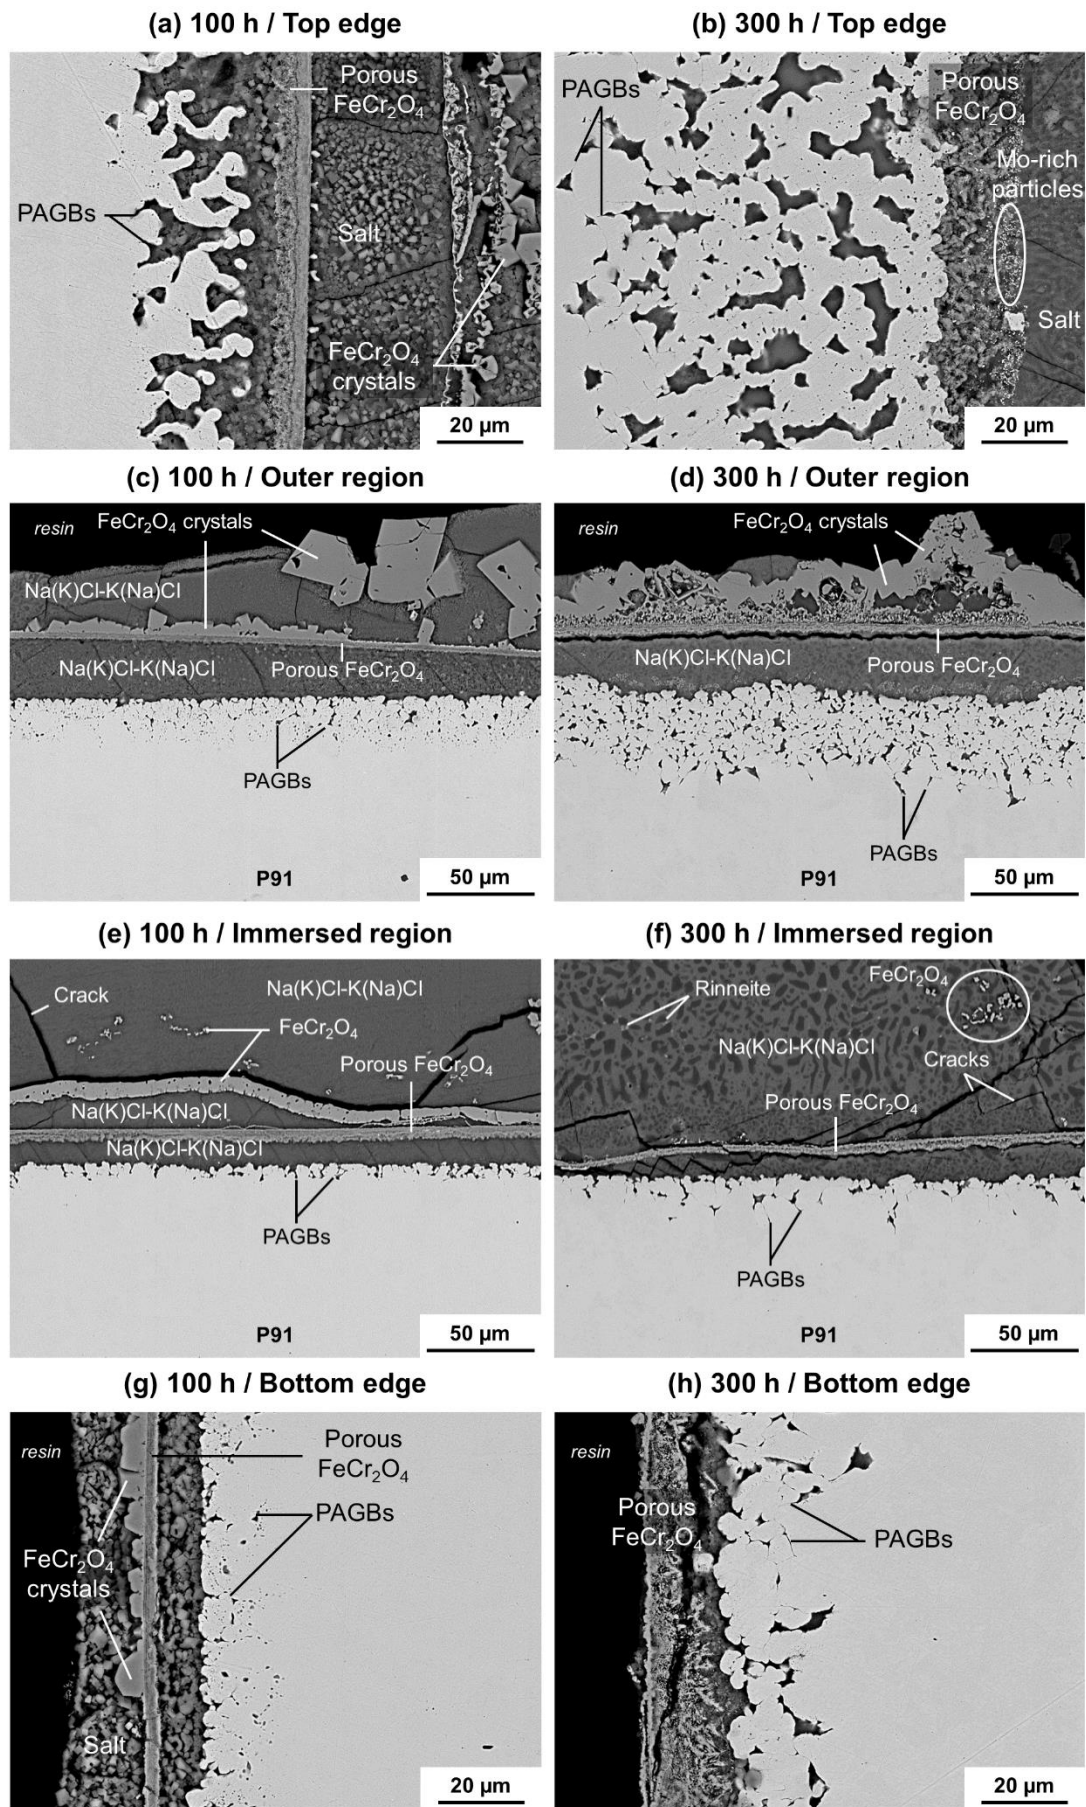 (a) 100 h / Top edge
Porous
FeCr₂O₄
PAGBs
Salt
FeCr₂O₄
crystals
20 µm
(b) 300 h / Top edge
PAGBs
Porous
FeCr₂O₄
Mo-rich
particles
Salt
20 µm
(c) 100 h / Outer region
resin
FeCr₂O₄ crystals
Na(K)Cl-K(Na)Cl
Na(K)Cl-K(Na)Cl
Porous FeCr₂O₄
PAGBs
P91
50 µm
(d) 300 h / Outer region
resin
FeCr₂O₄ crystals
Na(K)Cl-K(Na)Cl
Porous FeCr₂O₄
PAGBs
P91
50 µm
(e) 100 h / Immersed region
Crack
Na(K)Cl-K(Na)Cl
FeCr₂O₄
Porous FeCr₂O₄
Na(K)Cl-K(Na)Cl
Na(K)Cl-K(Na)Cl
PAGBs
P91
50 µm
(f) 300 h / Immersed region
Rinneite
FeCr₂O₄
Na(K)Cl-K(Na)Cl
Cracks
Porous FeCr₂O₄
PAGBs
P91
50 µm
(g) 100 h / Bottom edge
resin
Porous
FeCr₂O₄
PAGBs
FeCr₂O₄
crystals
Salt
20 µm
(h) 300 h / Bottom edge
resin
Porous
FeCr₂O₄
PAGBs
20 µm